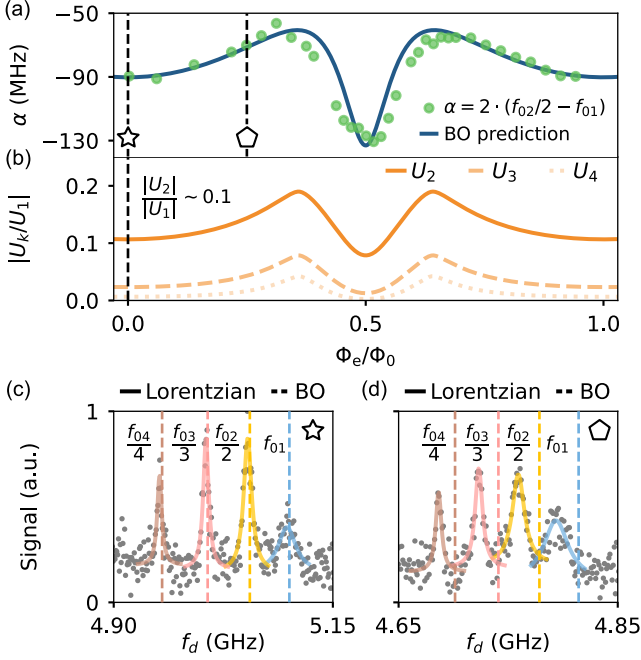 (a)
−50
−90
−130
α (MHz)
α = 2 · (f02/2 − f01)
BO prediction
(b)
|U2|
|U1| ~ 0.1
U2 U3 U4
0.2
0.1
0.0
|Uk/U1|
0.0 0.5 1.0
Φe/Φ0
(c) Lorentzian BO
(d) Lorentzian BO
1
0
Signal (a.u.)
f04/4 f03/3 f02/2 f01
f04/4 f03/3 f02/2 f01
4.90 5.15
fd (GHz)
4.65 4.85
fd (GHz)